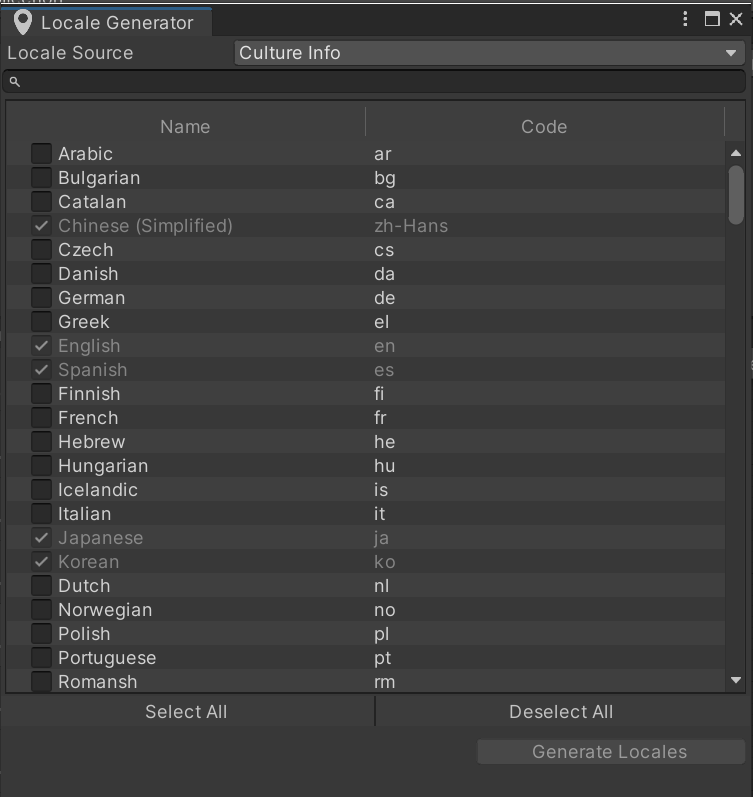 Locale Generator
Locale Source Culture Info
Name Code
Arabic ar
Bulgarian bg
Catalan ca
Chinese (Simplified) zh-Hans
Czech cs
Danish da
German de
Greek el
English en
Spanish es
Finnish fi
French fr
Hebrew he
Hungarian hu
Icelandic is
Italian it
Japanese ja
Korean ko
Dutch nl
Norwegian no
Polish pl
Portuguese pt
Romansh rm
Select All Deselect All
Generate Locales